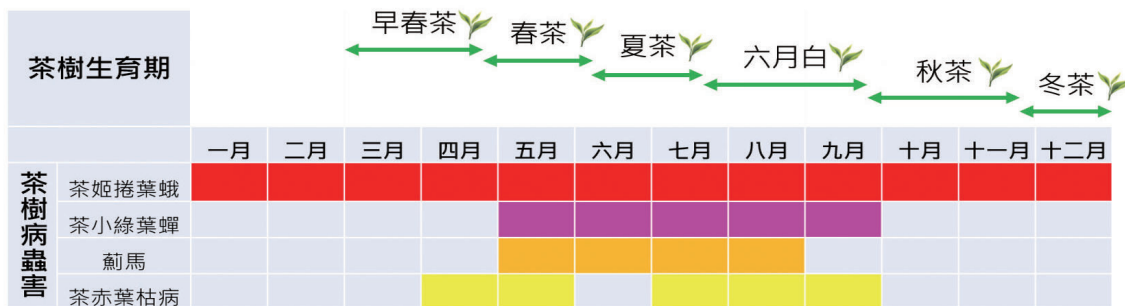 早春茶
春茶
夏茶
六月白
秋茶
冬茶
茶樹生育期
一月 二月 三月 四月 五月 六月 七月 八月 九月 十月 十一月 十二月
茶樹病蟲害
茶姬捲葉蛾
茶小綠葉蟬
薊馬
茶赤葉枯病